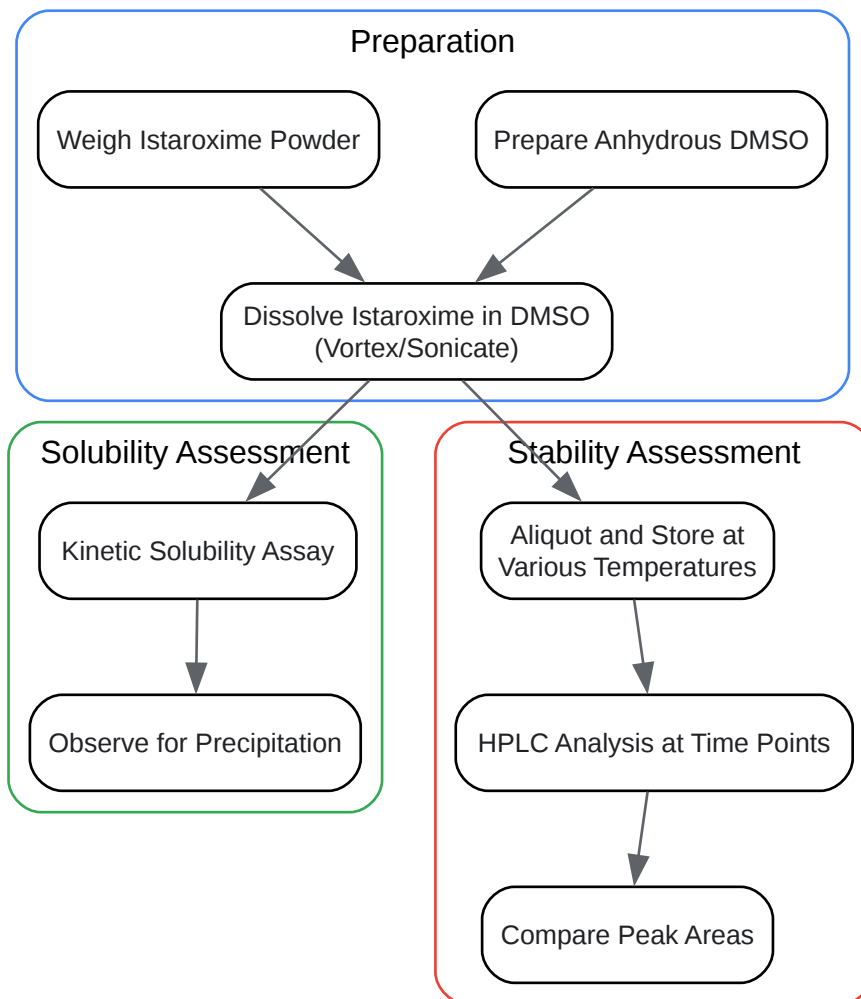 Preparation
Weigh Istaroxime Powder
Prepare Anhydrous DMSO
Dissolve Istaroxime in DMSO
(Vortex/Sonicate)
Solubility Assessment
Kinetic Solubility Assay
Observe for Precipitation
Stability Assessment
Aliquot and Store at
Various Temperatures
HPLC Analysis at Time Points
Compare Peak Areas